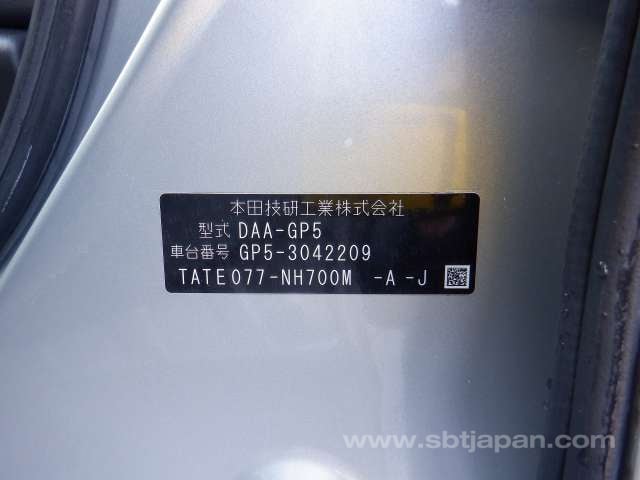 本田技研工業株式会社
型式 DAA-GP5
車台番号 GP5-3042209
TATE077-NH700M -A -J
www.sbtjapan.com